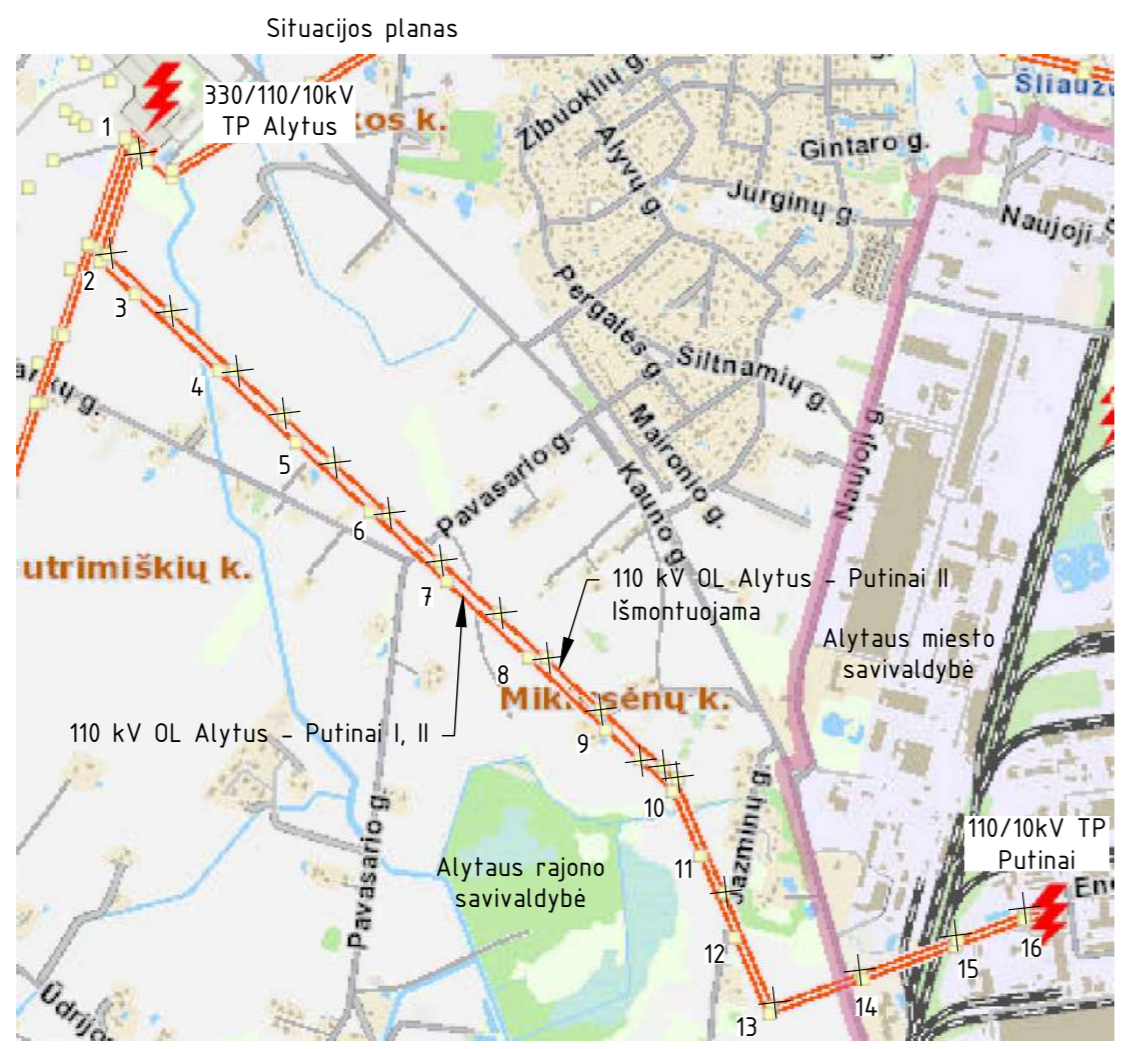 Situacijos planas
330/110/10kV
TP Alytus
kos k.
1
2
3
4
5
6
7
8
9
10
11
12
13
14
15
16
Žibuoklių g.
Alyvų g.
Gintaro g.
Jurginų g.
Naujoji
Pergalės g.
Šiltnamių g.
Maironio g.
Kauno g.
Naujoji g.
Pavasario g.
utrimiškių k.
110 kV OL Alytus - Putinai II
Išmontuojama
Alytaus miesto
savivaldybė
110 kV OL Alytus - Putinai I, II
Pavasario g.
Alytaus rajono
savivaldybė
Jazminų g.
110/10kV TP
Putinai